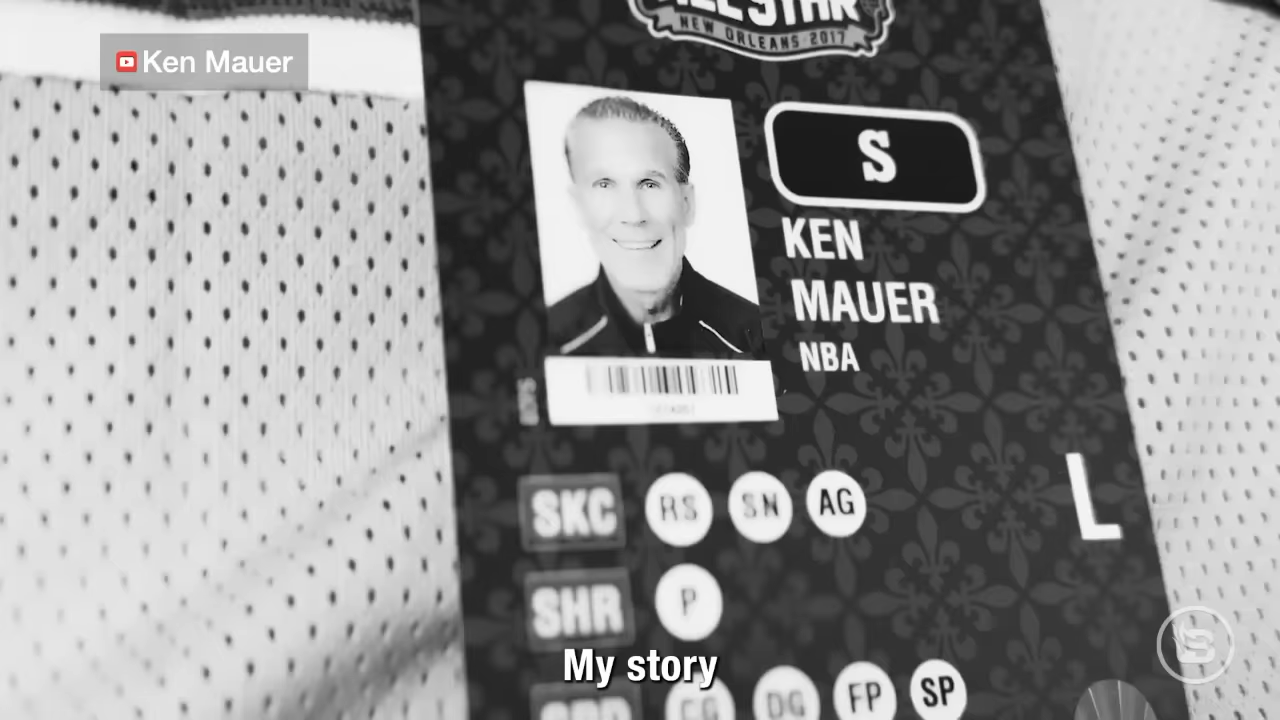 Ken Mauer
ALL STAR
NEW ORLEANS 2017
S
KEN
MAUER
NBA
SKC RS SN AG
L
SHR P
My story
DG FP SP
B